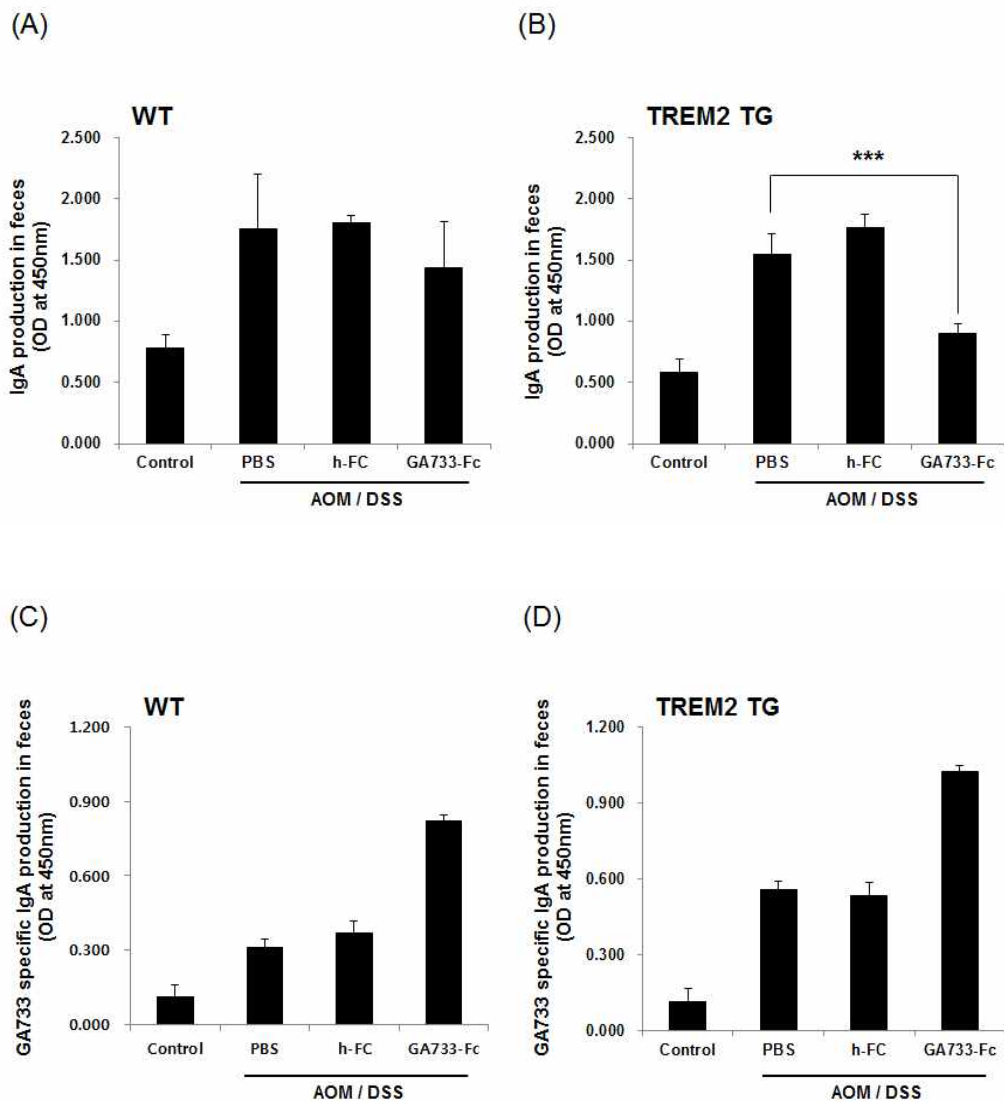 (A)
WT
IgA production in feces
(OD at 450nm)
2.500
2.000
1.500
1.000
0.500
0.000
Control
PBS
h-FC
GA733-Fc
AOM / DSS
(B)
TREM2 TG
***
IgA production in feces
(OD at 450nm)
2.500
2.000
1.500
1.000
0.500
0.000
Control
PBS
h-FC
GA733-Fc
AOM / DSS
(C)
WT
GA733 specific IgA production in feces
(OD at 450nm)
1.200
0.900
0.600
0.300
0.000
Control
PBS
h-FC
GA733-Fc
AOM / DSS
(D)
TREM2 TG
GA733 specific IgA production in feces
(OD at 450nm)
1.200
0.900
0.600
0.300
0.000
Control
PBS
h-FC
GA733-Fc
AOM / DSS